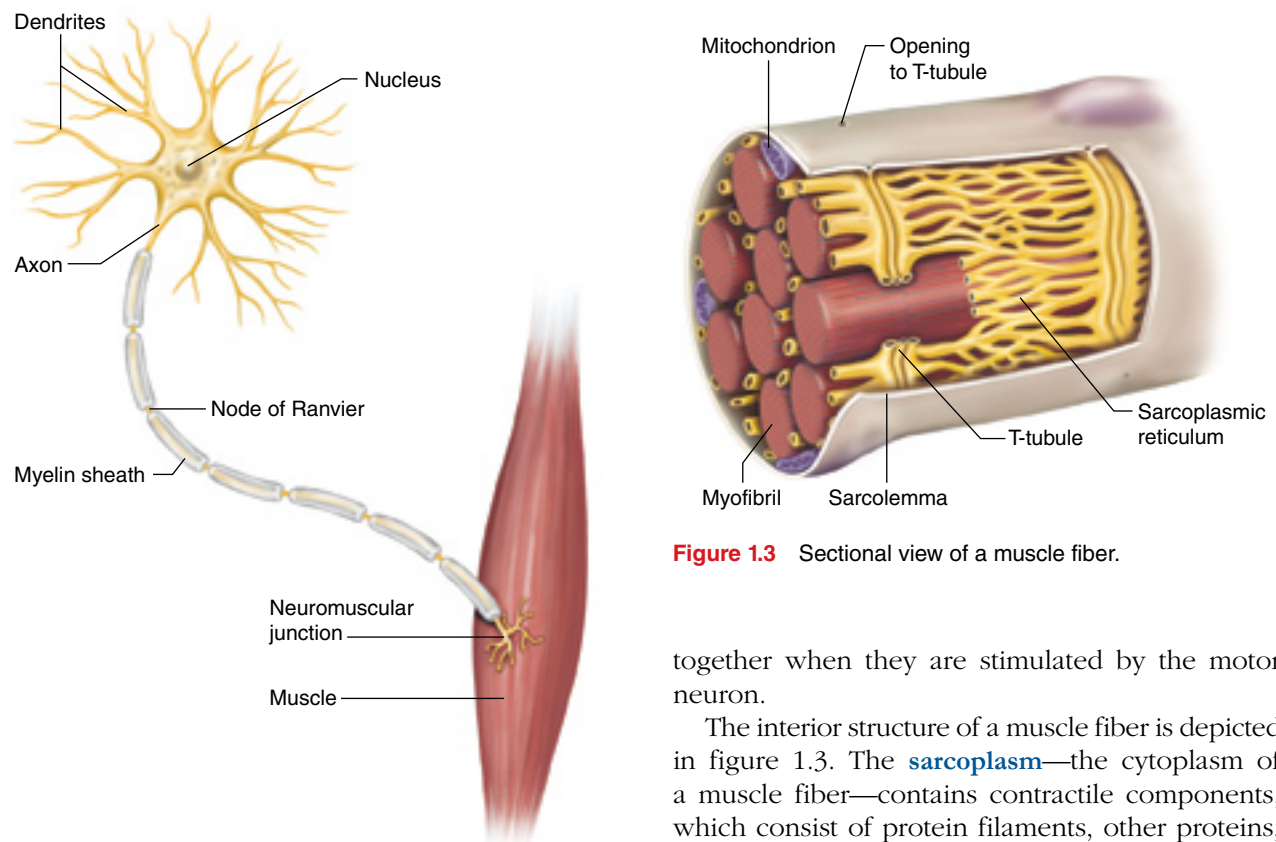 Dendrites
Nucleus
Axon
Node of Ranvier
Myelin sheath
Neuromuscular
junction
Muscle
Mitochondrion
Opening
to T-tubule
Sarcoplasmic
reticulum
T-tubule
Myofibril
Sarcolemma
Figure 1.3 Sectional view of a muscle fiber.
together when they are stimulated by the motor
neuron.
The interior structure of a muscle fiber is depicted
in figure 1.3. The sarcoplasm—the cytoplasm of
a muscle fiber—contains contractile components,
which consist of protein filaments, other proteins,